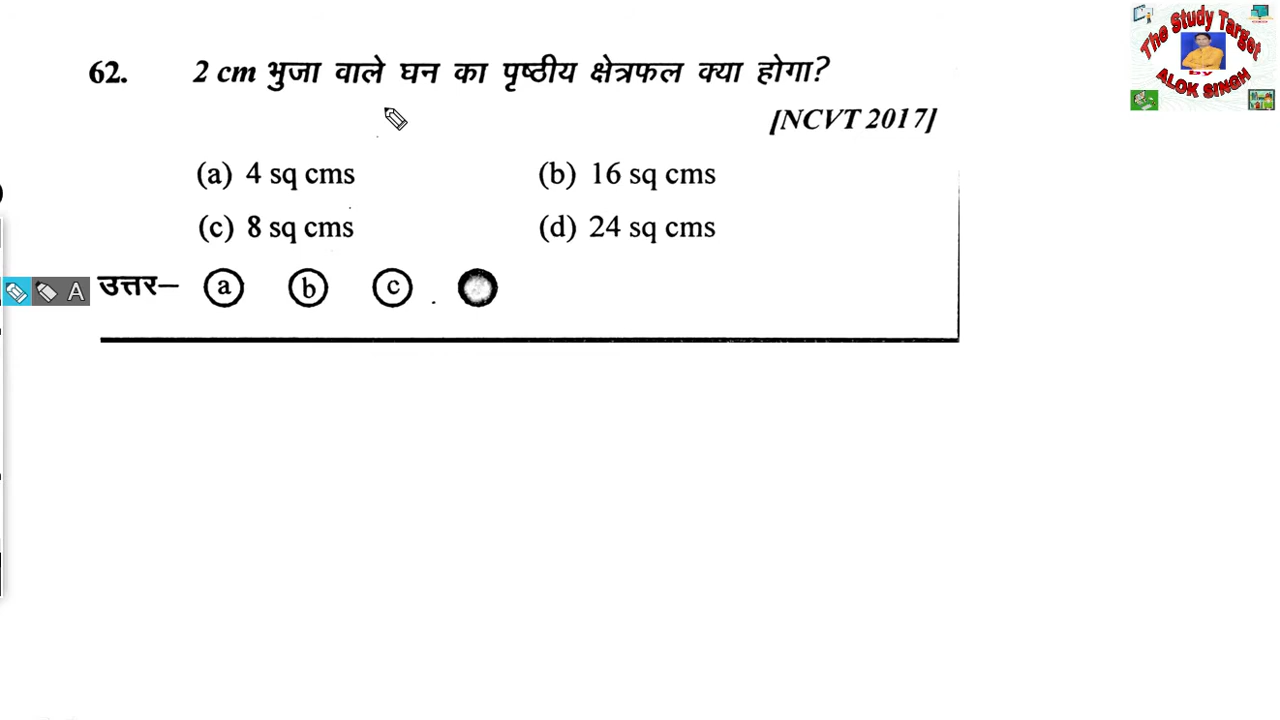 The Study Target
by
ALOK SINGH
62. 2 cm भुजा वाले घन का पृष्ठीय क्षेत्रफल क्या होगा?
[NCVT 2017]
(a) 4 sq cms (b) 16 sq cms
(c) 8 sq cms (d) 24 sq cms
उत्तर– a b c
A